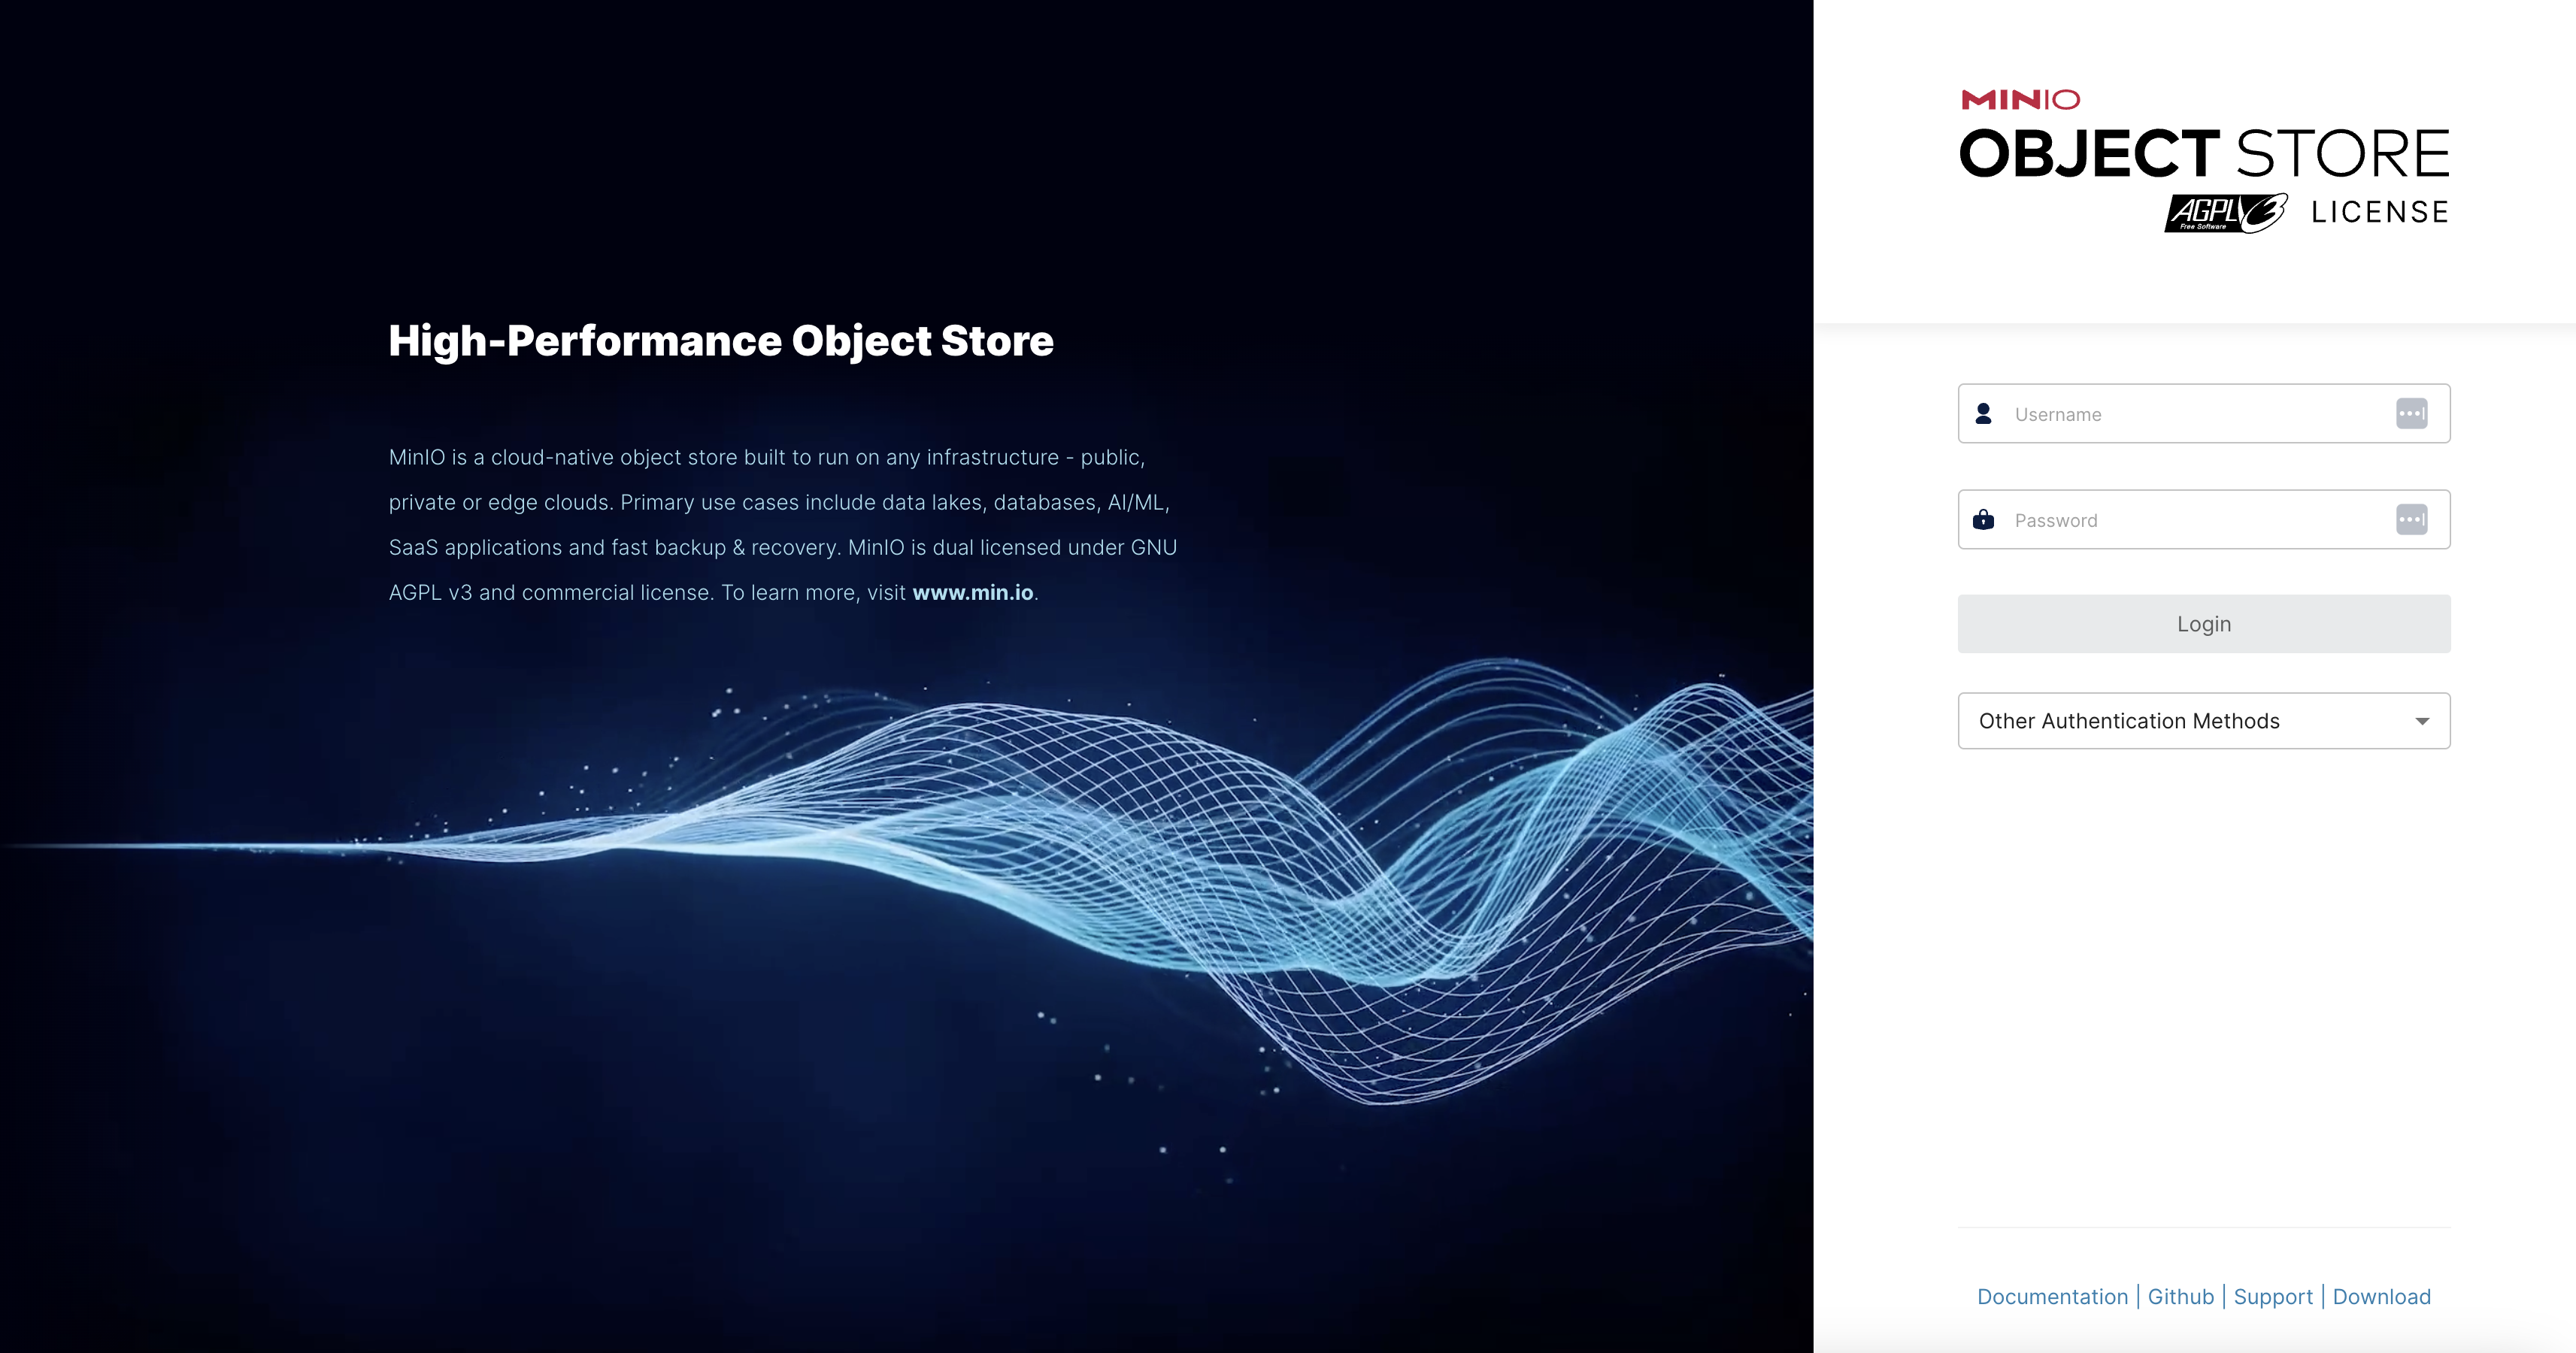 High-Performance Object Store
MinIO is a cloud-native object store built to run on any infrastructure - public,
private or edge clouds. Primary use cases include data lakes, databases, AI/ML,
SaaS applications and fast backup & recovery. MinIO is dual licensed under GNU
AGPL v3 and commercial license. To learn more, visit www.min.io.
MINIO
OBJECT STORE
AGPLv3 LICENSE
Free Software
Username
Password
Login
Other Authentication Methods
Documentation | Github | Support | Download